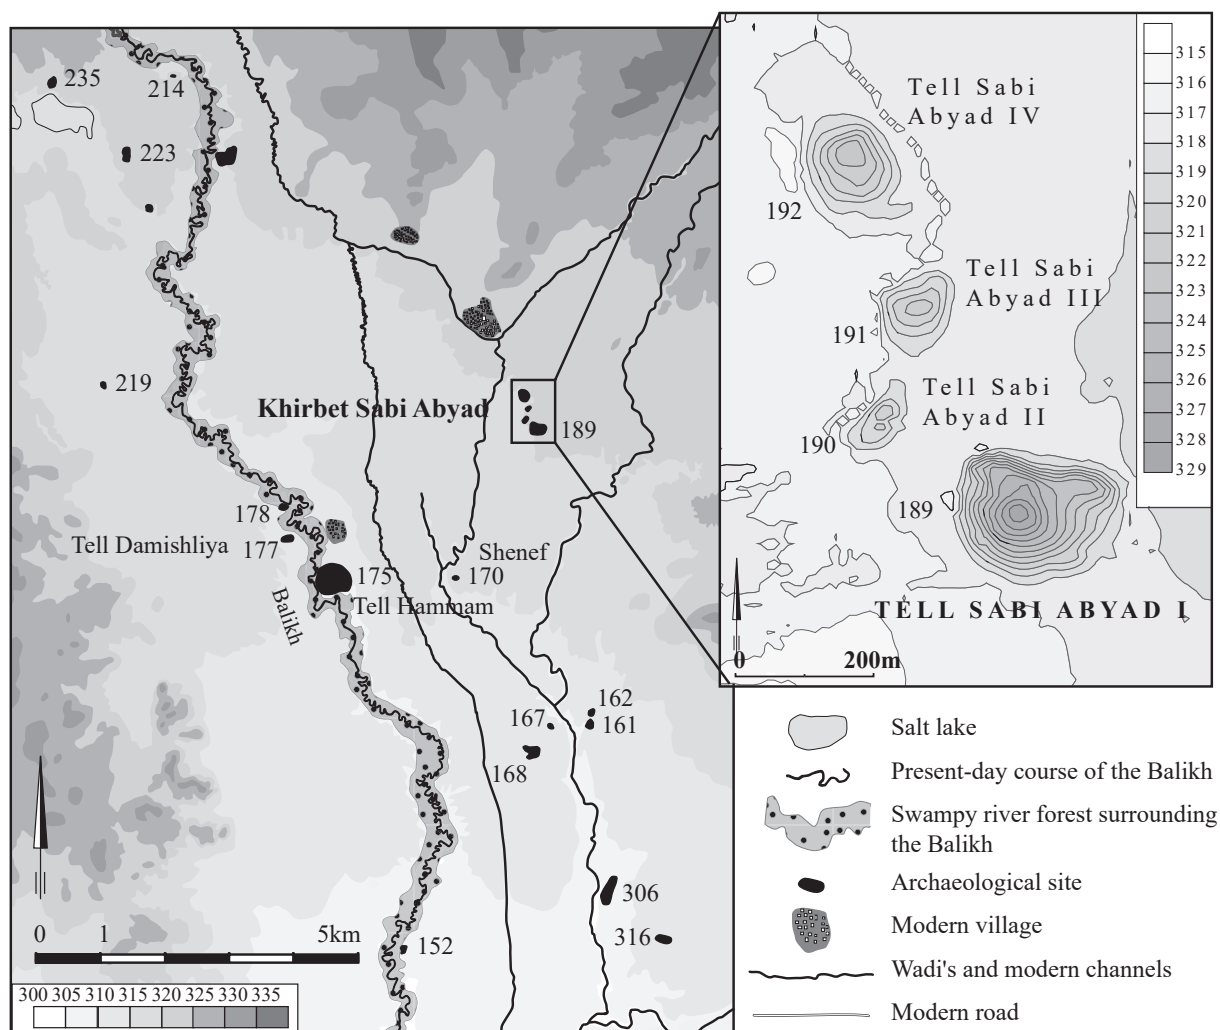 235
214
223
219
Khirbet Sabi Abyad
189
178
177
Tell Damishliya
175
Tell Hammam
Balikh
Shenef
170
162
161
167
168
306
316
152
0 1 5km
300 305 310 315 320 325 330 335
Tell Sabi
Abyad IV
192
Tell Sabi
Abyad III
191
Tell Sabi
Abyad II
190
189
TELL SABI ABYAD I
0 200m
315
316
317
318
319
320
321
322
323
324
325
326
327
328
329
Salt lake
Present-day course of the Balikh
Swampy river forest surrounding
the Balikh
Archaeological site
Modern village
Wadi's and modern channels
Modern road